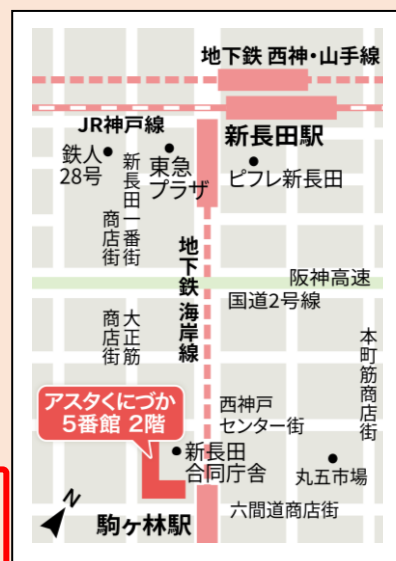 地下鉄 西神・山手線
JR神戸線
新長田駅
鉄人
28号
新長田一番街
商店街
東急
プラザ
ピフレ新長田
地下鉄 海岸線
阪神高速
国道2号線
大正筋
商店街
本町筋商店街
アスタくにづか
5番館 2階
西神戸
センター街
新長田
合同庁舎
丸五市場
六間道商店街
駒ヶ林駅
N